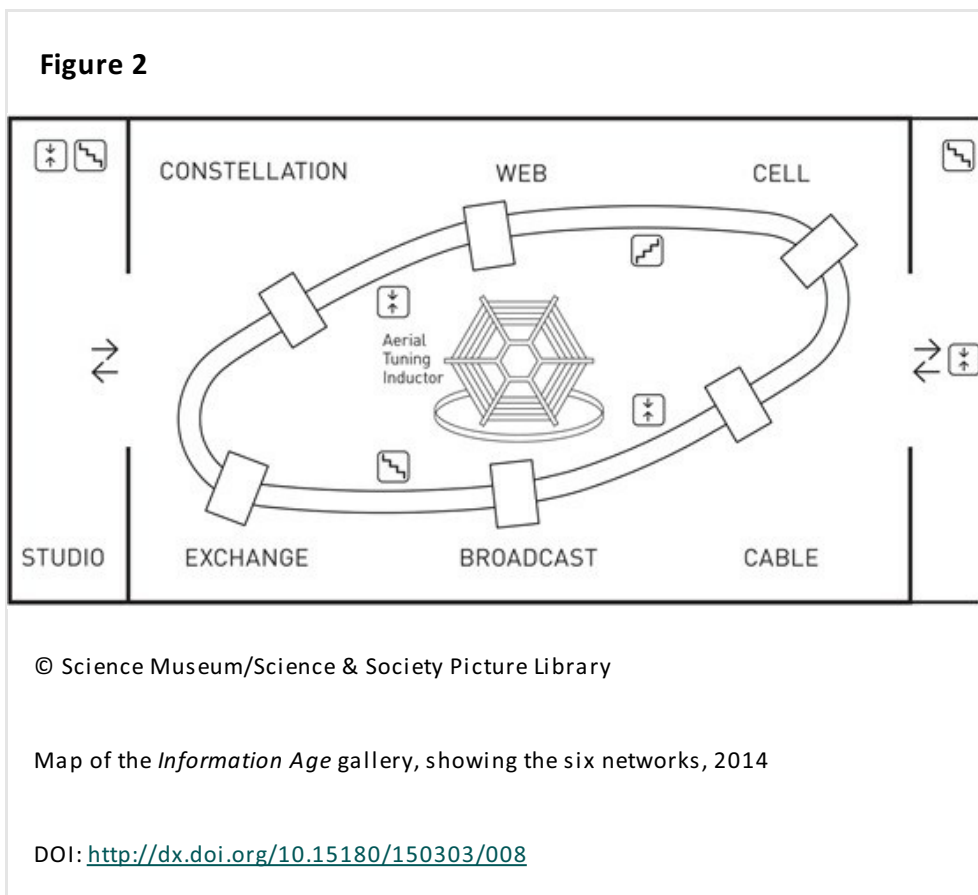 Figure 2
CONSTELLATION
WEB
CELL
Aerial
Tuning
Inductor
STUDIO
EXCHANGE
BROADCAST
CABLE
© Science Museum/Science & Society Picture Library
Map of the Information Age gallery, showing the six networks, 2014
DOI: http://dx.doi.org/10.15180/150303/008